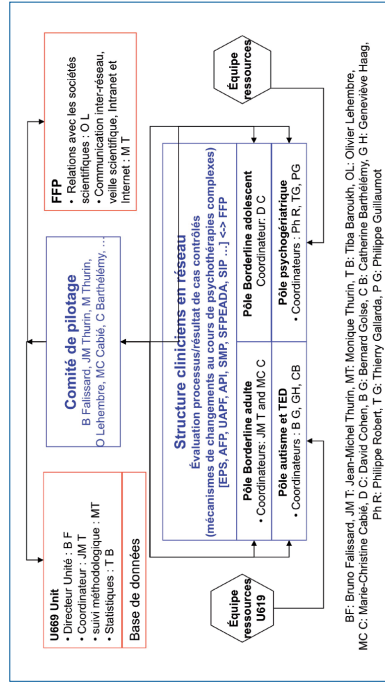 U669 Unit
• Directeur Unité : B F
• Coordinateur : JM T
• suivi méthodologique : MT
• Statistiques : T B
Base de données
Comité de pilotage
B Falissard, JM Thurin, M Thurin,
O Lehembre, MC Cabié, C Barthélémy, …
FFP
• Relations avec les sociétés
scientifiques : O L
• Communication inter-réseau,
veille scientifique, Intranet et
Internet : M T
Structure cliniciens en réseau
Évaluation processus/résultat de cas contrôlés
(mécanismes de changements au cours de psychothérapies complexes)
[EPS, AFP, UAPF, API, SMP, SFPEADA, SIP …] <-> FFP
Pôle Borderline adulte
• Coordinateurs: JM T and MC C
Pôle Borderline adolescent
Coordinateur: D C
Pôle autisme et TED
• Coordinateurs : B G, GH, CB
Pôle psychogériatrique
• Coordinateurs : Ph R, TG, PG
Équipe
ressources
U619
Équipe
ressources
BF: Bruno Falissard, JM T: Jean-Michel Thurin, MT: Monique Thurin, T B: Tiba Baroukh, OL: Olivier Lehembre,
MC C: Marie-Christine Cabié, D C: David Cohen, B G: Bernard Golse, C B: Catherine Barthélémy, G H: Geneviève Haag,
Ph R: Philippe Robert, T G: Thierry Gallarda, P G: Philippe Guillaumot